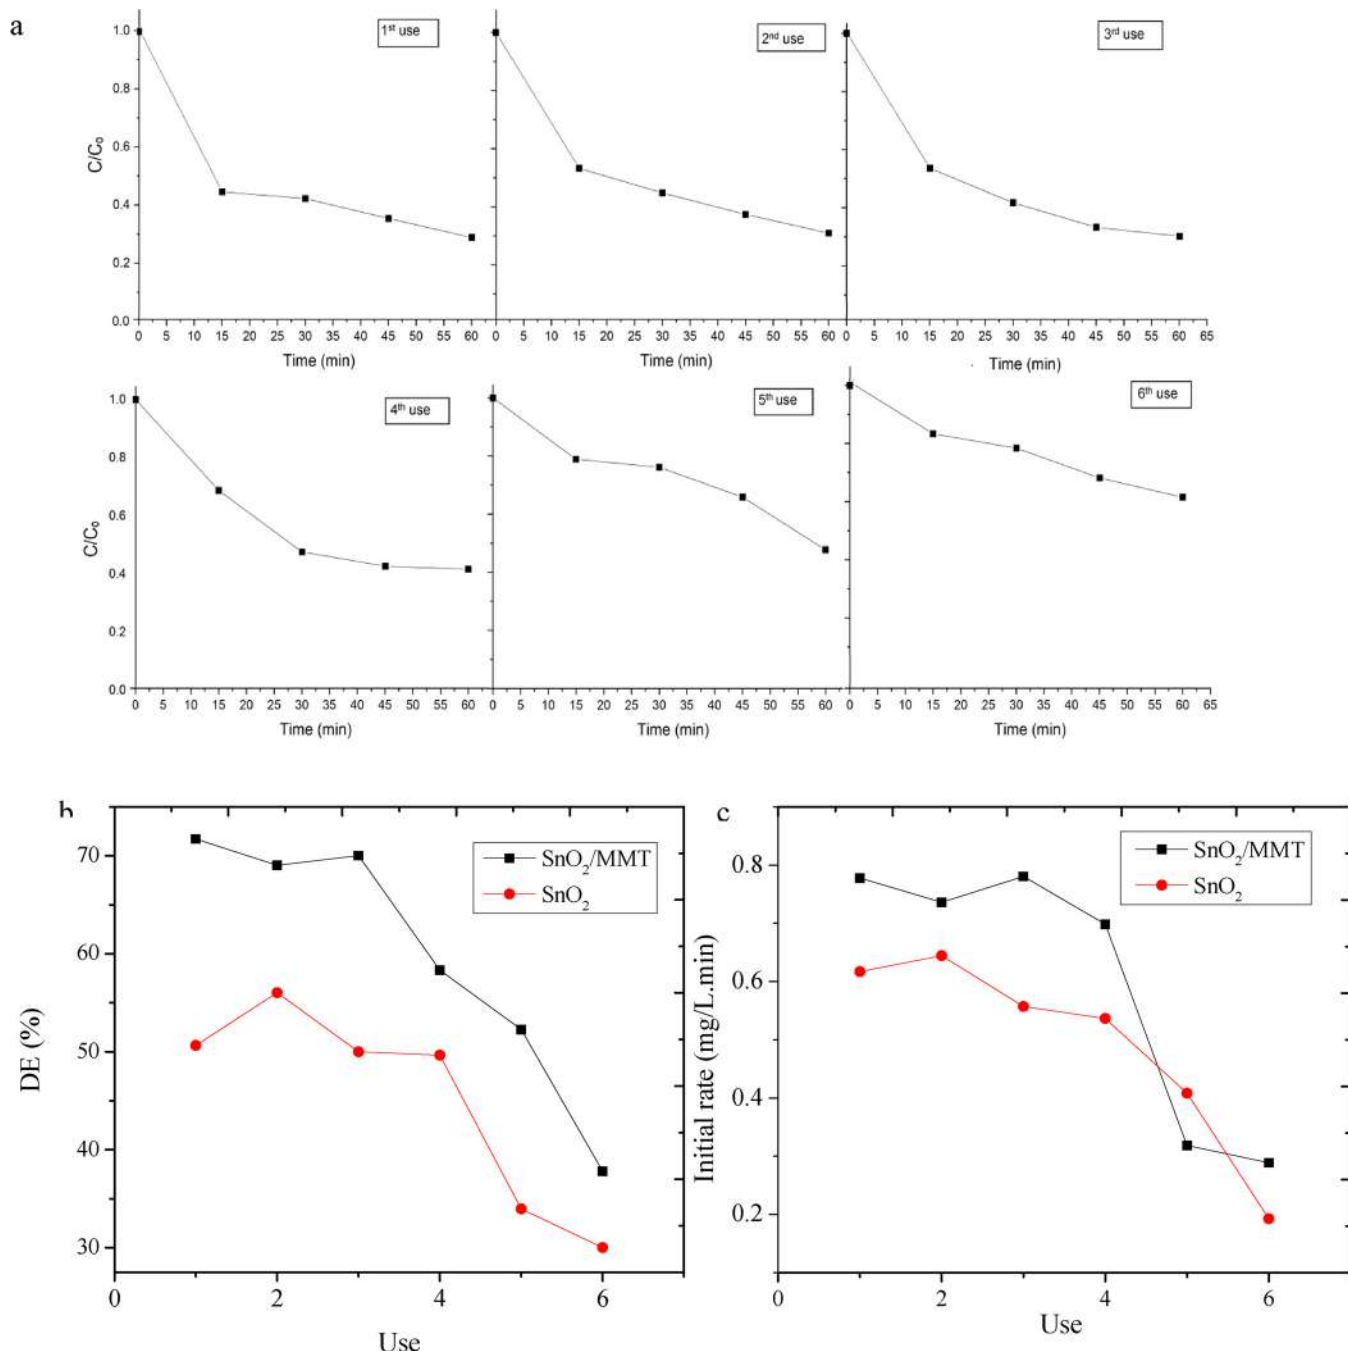 a
1st use
2nd use
3rd use
1.0
0.8
0.6
0.4
0.2
0.0
C/C₀
0 5 10 15 20 25 30 35 40 45 50 55 60
0 5 10 15 20 25 30 35 40 45 50 55 60
0 5 10 15 20 25 30 35 40 45 50 55 60 65
Time (min)
Time (min)
Time (min)
4th use
5th use
6th use
1.0
0.8
0.6
0.4
0.2
0.0
C/C₀
0 5 10 15 20 25 30 35 40 45 50 55 60
0 5 10 15 20 25 30 35 40 45 50 55 60
0 5 10 15 20 25 30 35 40 45 50 55 60 65
Time (min)
Time (min)
Time (min)
b
SnO₂/MMT
SnO₂
70
60
50
40
30
DE (%)
0 2 4 6
Use
c
SnO₂/MMT
SnO₂
0.8
0.6
0.4
0.2
Initial rate (mg/L.min)
0 2 4 6
Use